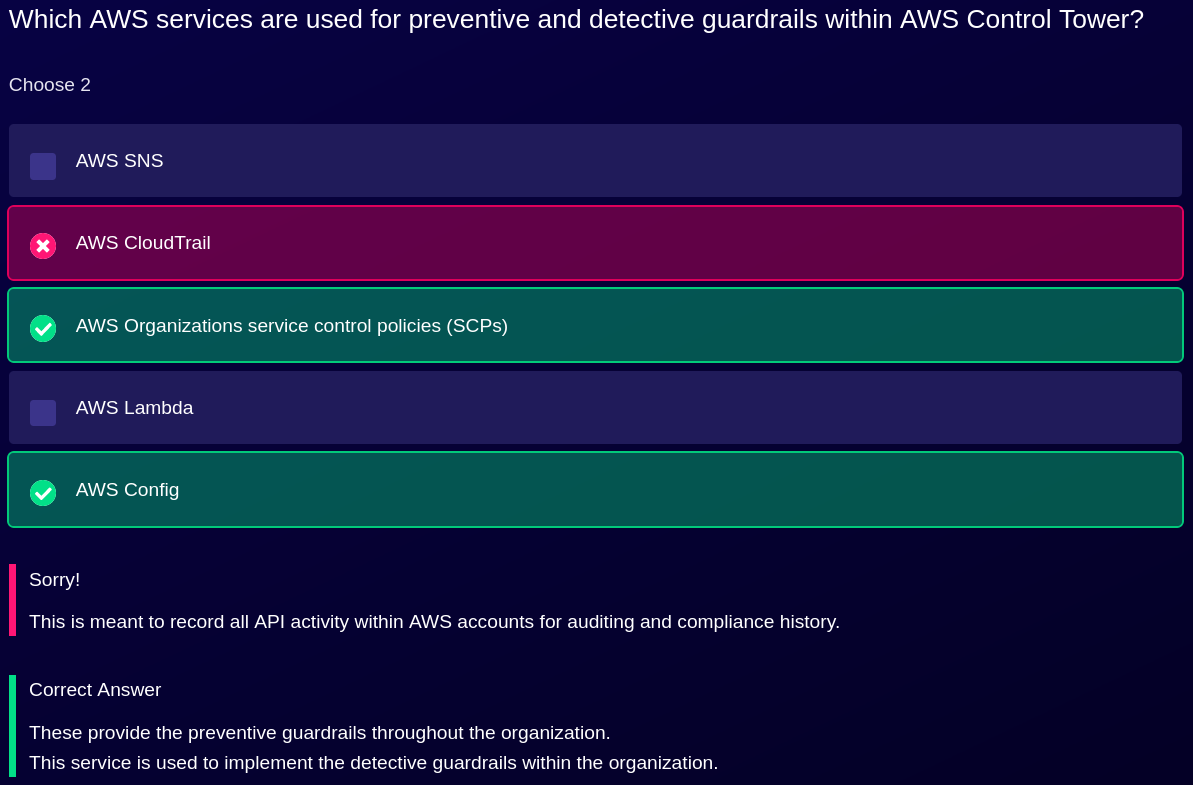 Which AWS services are used for preventive and detective guardrails within AWS Control Tower?
Choose 2
AWS SNS
AWS CloudTrail
AWS Organizations service control policies (SCPs)
AWS Lambda
AWS Config
Sorry!
This is meant to record all API activity within AWS accounts for auditing and compliance history.
Correct Answer
These provide the preventive guardrails throughout the organization.
This service is used to implement the detective guardrails within the organization.